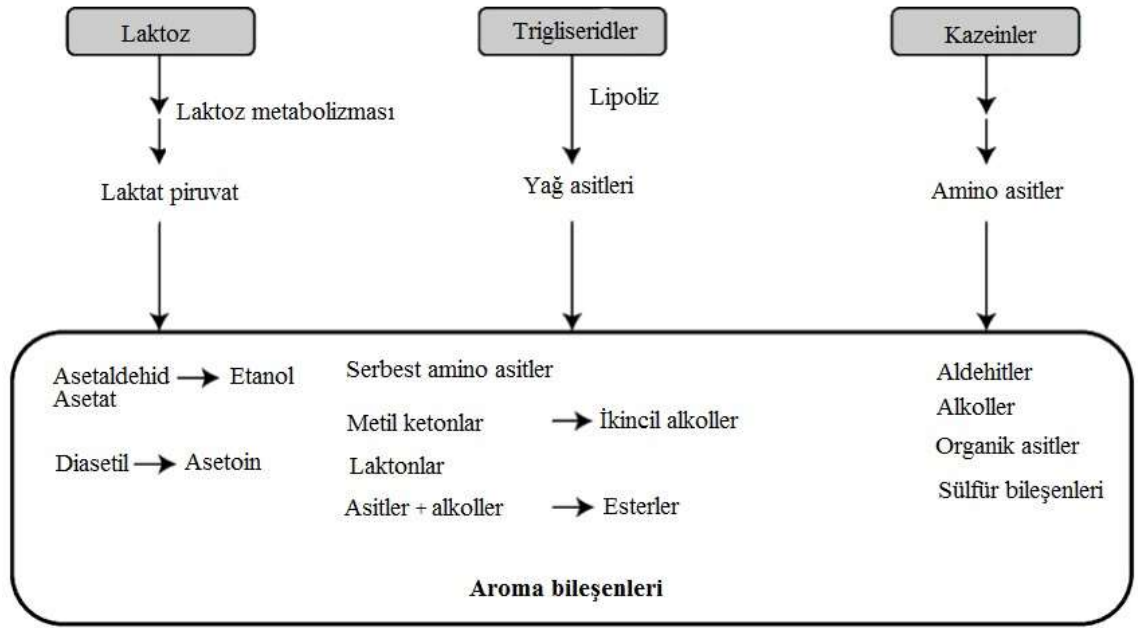 Laktoz
Trigliseridler
Kazeinler
Laktoz metabolizması
Lipoliz
Laktat piruvat
Yağ asitleri
Amino asitler
Asetaldehid
Etanol
Asetat
Diasetil
Asetoin
Serbest amino asitler
Metil ketonlar
İkincil alkoller
Laktonlar
Asitler + alkoller
Esterler
Aldehitler
Alkoller
Organik asitler
Sülfür bileşenleri
Aroma bileşenleri